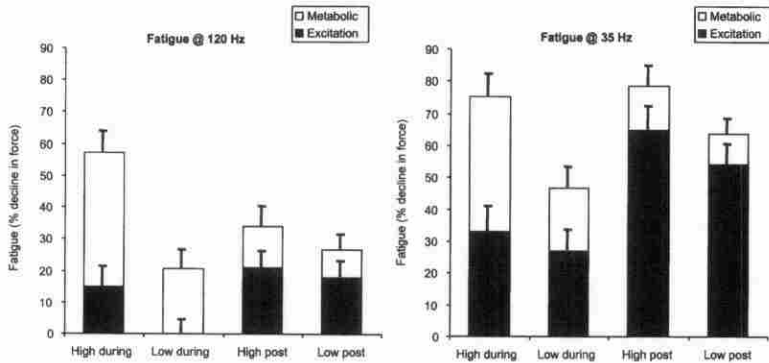 Metabolic
Excitation
Fatigue @ 120 Hz
Fatigue (% decline in force)
90
80
70
60
50
40
30
20
10
0
High during Low during High post Low post
Metabolic
Excitation
Fatigue @ 35 Hz
Fatigue (% decline in force)
90
80
70
60
50
40
30
20
10
0
High during Low during High post Low post